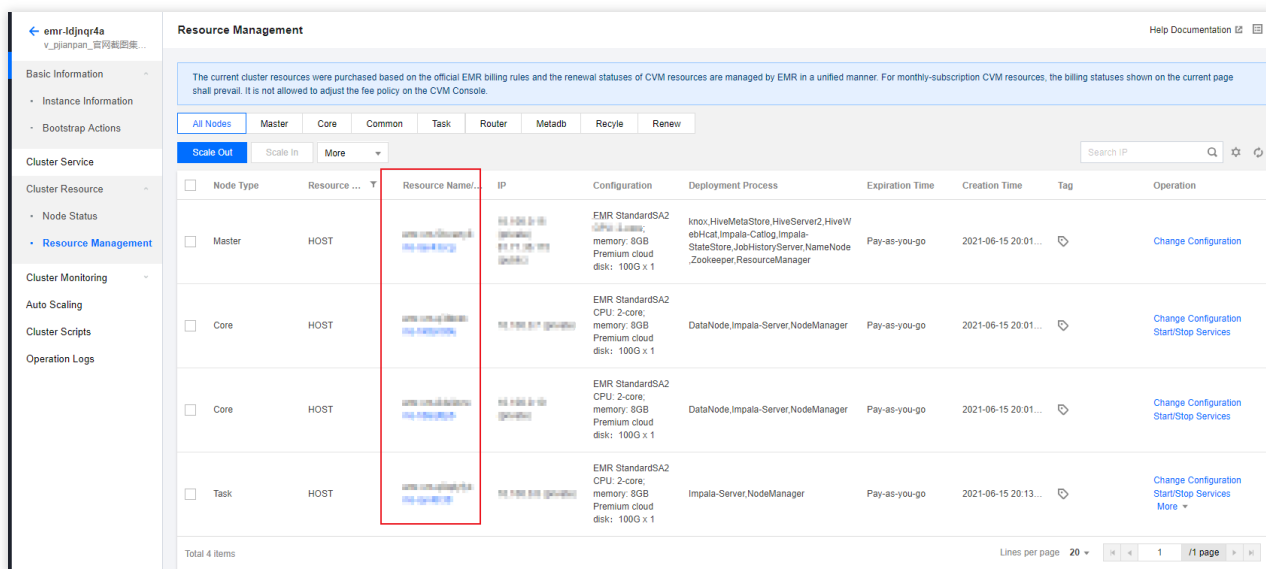 emr-ldjnqr4a
v_pjianpan_官网截图集...
Resource Management
Help Documentation
Basic Information
Instance Information
Bootstrap Actions
Cluster Service
Cluster Resource
Node Status
Resource Management
Cluster Monitoring
Auto Scaling
Cluster Scripts
Operation Logs
The current cluster resources were purchased based on the official EMR billing rules and the renewal statuses of CVM resources are managed by EMR in a unified manner. For monthly-subscription CVM resources, the billing statuses shown on the current page
shall prevail. It is not allowed to adjust the fee policy on the CVM Console.
All Nodes Master Core Common Task Router Metadb Recyle Renew
Scale Out Scale In More Search IP
Node Type Resource ... Resource Name/... IP Configuration Deployment Process Expiration Time Creation Time Tag Operation
Master HOST
EMR StandardSA2
memory: 8GB
Premium cloud
disk: 100G x 1
knox,HiveMetaStore,HiveServer2,HiveW
ebHcat,Impala-Catlog,Impala-
StateStore,JobHistoryServer,NameNode
,Zookeeper,ResourceManager
Pay-as-you-go 2021-06-15 20:01... Change Configuration
Core HOST
EMR StandardSA2
CPU: 2-core;
memory: 8GB
Premium cloud
disk: 100G x 1
DataNode,Impala-Server,NodeManager Pay-as-you-go 2021-06-15 20:01...
Change Configuration
Start/Stop Services
Core HOST
EMR StandardSA2
CPU: 2-core;
memory: 8GB
Premium cloud
disk: 100G x 1
DataNode,Impala-Server,NodeManager Pay-as-you-go 2021-06-15 20:01...
Change Configuration
Start/Stop Services
Task HOST
EMR StandardSA2
CPU: 2-core;
memory: 8GB
Premium cloud
disk: 100G x 1
Impala-Server,NodeManager Pay-as-you-go 2021-06-15 20:13...
Change Configuration
Start/Stop Services
More
Total 4 items Lines per page 20 1 /1 page